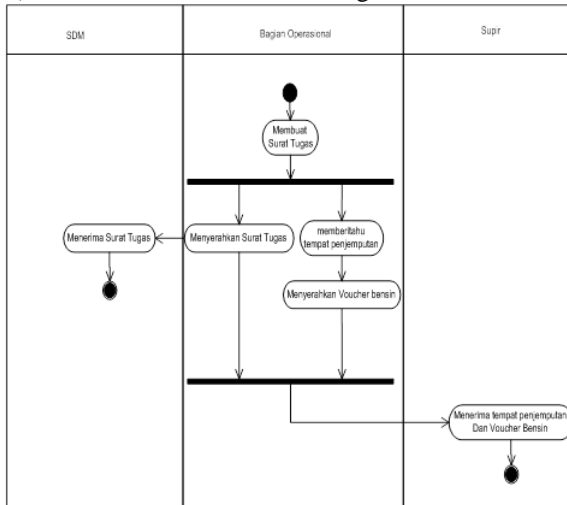 SDM
Bagian Operasional
Supir
Membuat
Surat Tugas
Menerima Surat Tugas
Menyerahkan Surat Tugas
memberitahu
tempat penjemputan
Menyerahkan Voucher bensin
Menerima tempat penjemputan
Dan Voucher Bensin